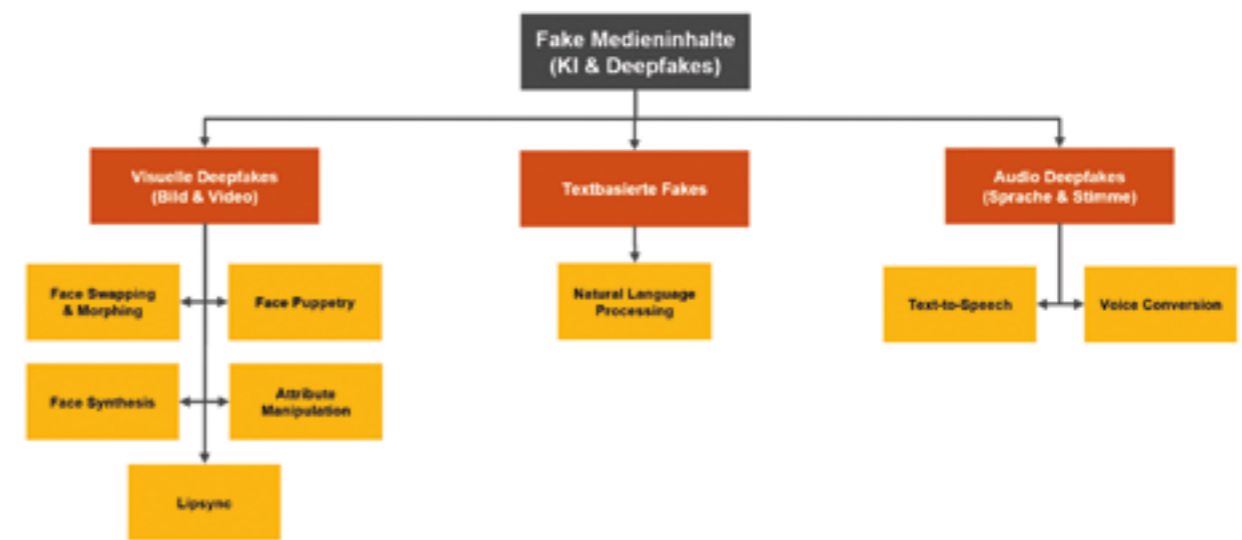 Fake Medieninhalte
(KI & Deepfakes)
Visuelle Deepfakes
(Bild & Video)
Textbasierte Fakes
Audio Deepfakes
(Sprache & Stimme)
Face Swapping
& Morphing
Face Puppetry
Natural Language
Processing
Text-to-Speech
Voice Conversion
Face Synthesis
Attribute
Manipulation
Lipsync